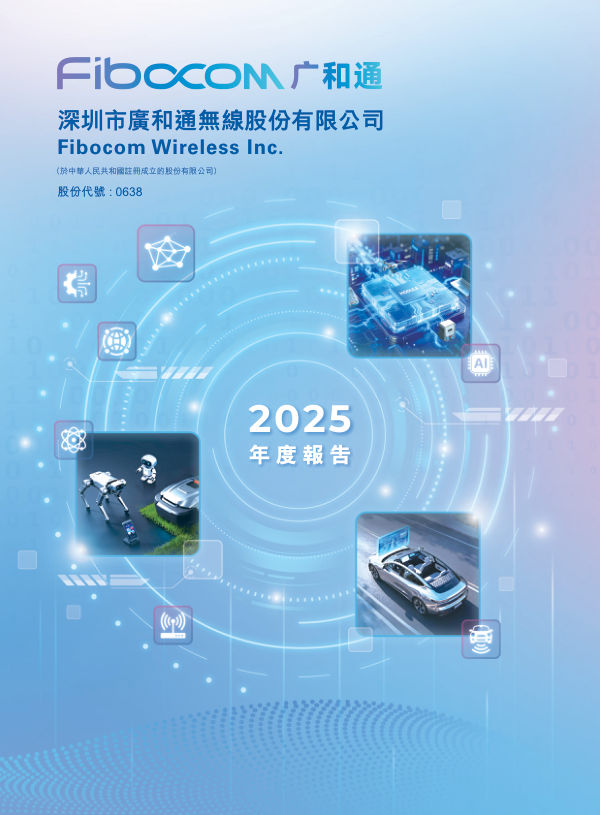 Fibocom 广和通
深圳市廣和通無線股份有限公司
Fibocom Wireless Inc.
(於中華人民共和國註冊成立的股份有限公司)
股份代號 : 0638
MODULE
AI
2025
年度報告